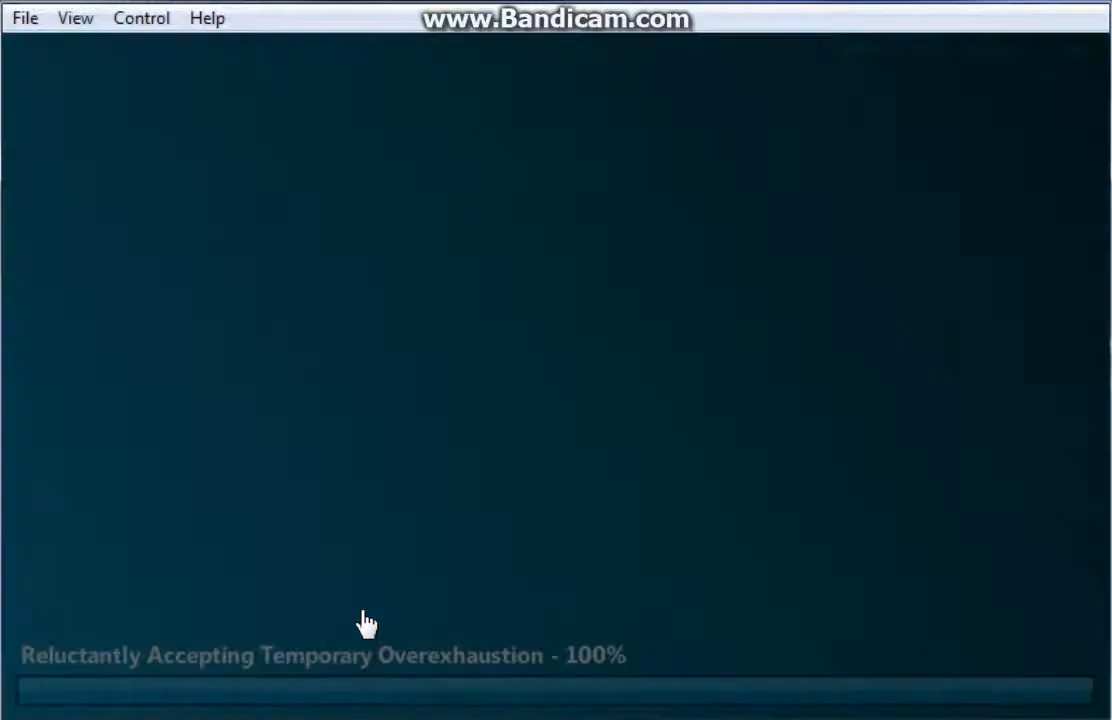 File View Control Help
www.Bandicam.com
Reluctantly Accepting Temporary Overexhaustion - 100%